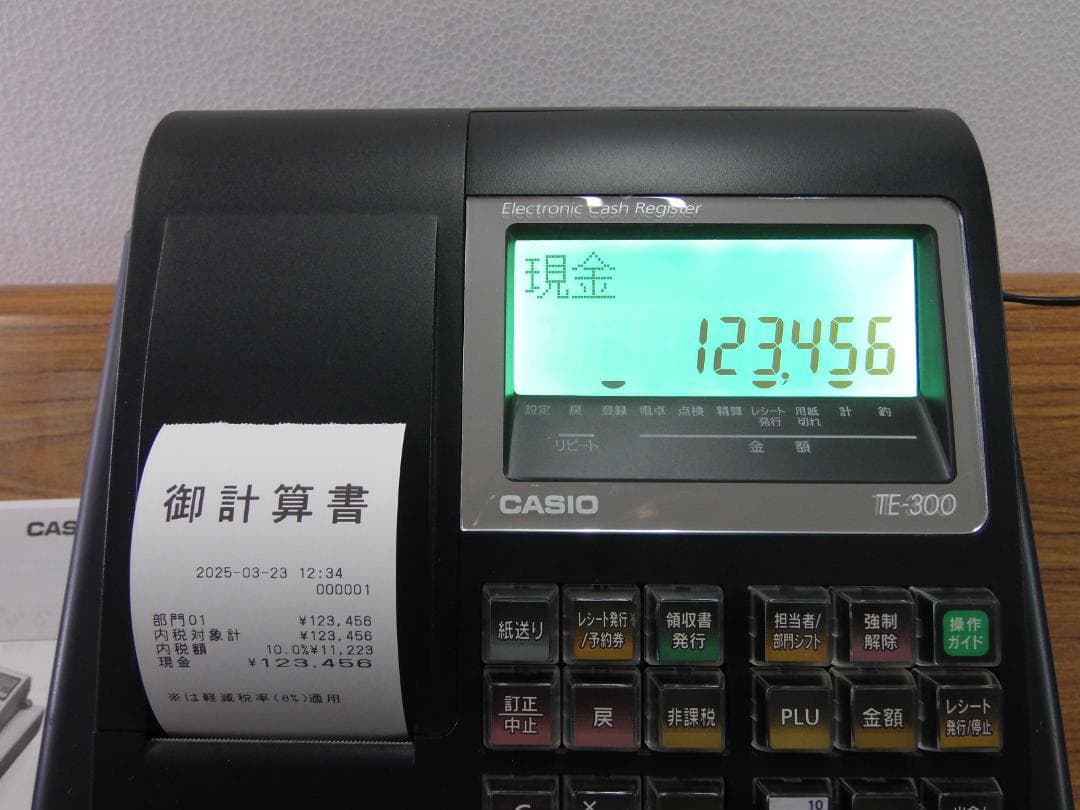 Electronic Cash Register
現金
123,456
設定 戻 登録 電卓 点検 精算 レシート発行 用紙切れ 計 釣
リピート 金額
CASIO TE-300
CAS
御計算書
2025-03-23 12:34
000001
部門01 ¥123,456
内税対象計 ¥123,456
内税額 10.0%¥11,223
現金 ¥123,456
※は軽減税率(8%)適用
紙送り
レシート発行
/予約券
領収書
発行
担当者/
部門シフト
強制
解除
操作
ガイド
訂正
中止
戻
非課税
PLU
金額
レシート
発行/停止
10